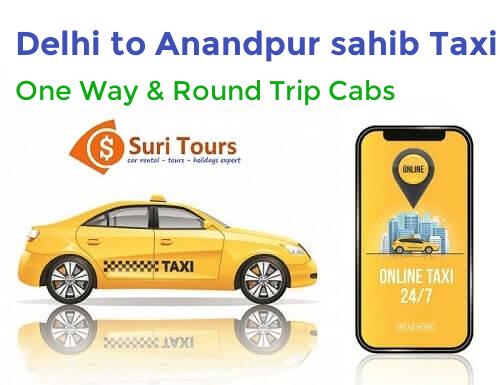 Delhi to Anandpur sahib Taxi
One Way & Round Trip Cabs
$ Suri Tours
car rental - tours - holidays expert
TAXI
ONLINE
ONLINE TAXI
24/7
READ MORE